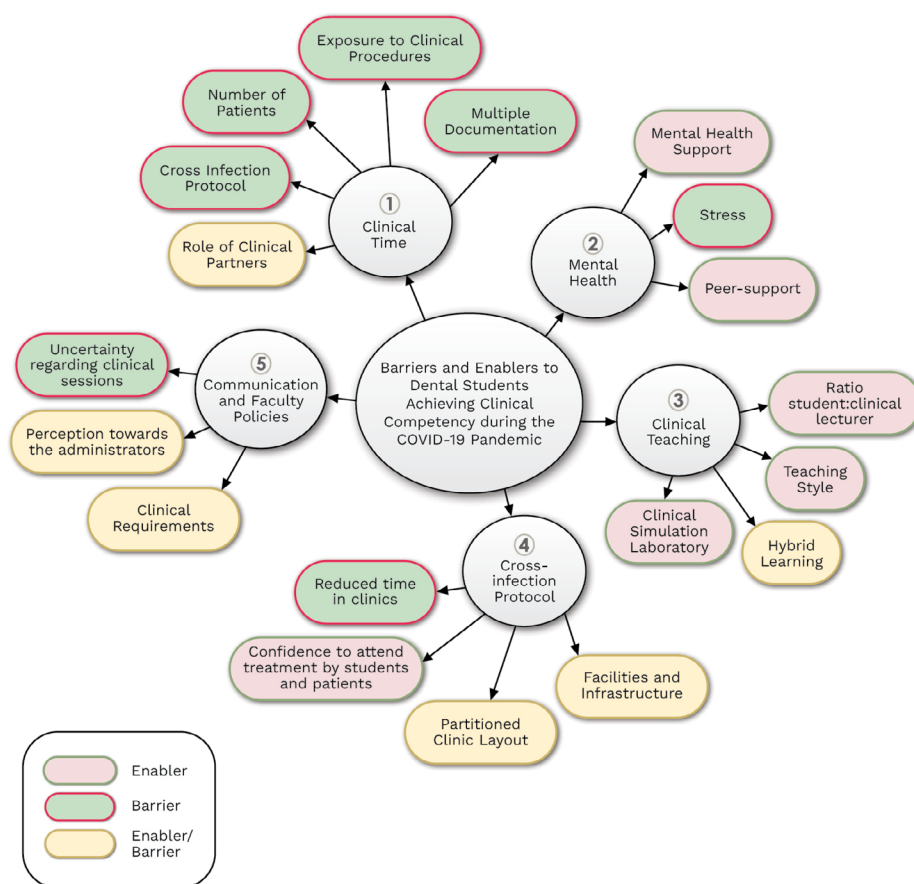 Exposure to Clinical
Procedures
Number of
Patients
Multiple
Documentation
Cross Infection
Protocol
Role of Clinical
Partners
1
Clinical
Time
Mental Health
Support
Stress
Peer-support
2
Mental
Health
Barriers and Enablers to
Dental Students
Achieving Clinical
Competency during the
COVID-19 Pandemic
Uncertainty
regarding clinical
sessions
Perception towards
the administrators
Clinical
Requirements
5
Communication
and Faculty
Policies
3
Clinical
Teaching
Ratio
student:clinical
lecturer
Teaching
Style
Clinical
Simulation
Laboratory
Hybrid
Learning
4
Cross-
infection
Protocol
Reduced time
in clinics
Confidence to attend
treatment by students
and patients
Partitioned
Clinic Layout
Facilities and
Infrastructure
Enabler
Barrier
Enabler/
Barrier